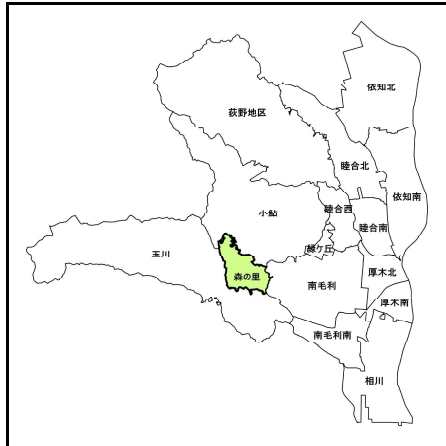 依知北
荻野地区
睦合北
依知南
小鮎
睦合西
睦合南
緑ケ丘
玉川
森の里
厚木北
南毛利
厚木南
南毛利南
相川